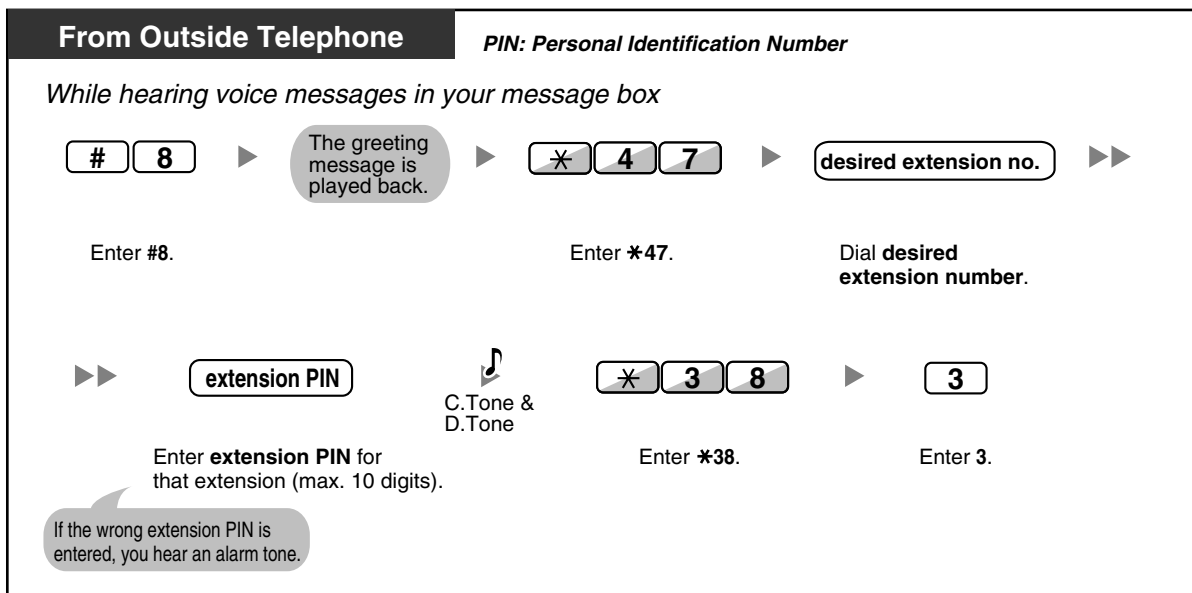 From Outside Telephone
PIN: Personal Identification Number
While hearing voice messages in your message box
# 8
The greeting
message is
played back.
* 4 7
desired extension no.
Enter #8.
Enter *47.
Dial desired
extension number.
extension PIN
C.Tone &
D.Tone
* 3 8
3
Enter extension PIN for
that extension (max. 10 digits).
Enter *38.
Enter 3.
If the wrong extension PIN is
entered, you hear an alarm tone.